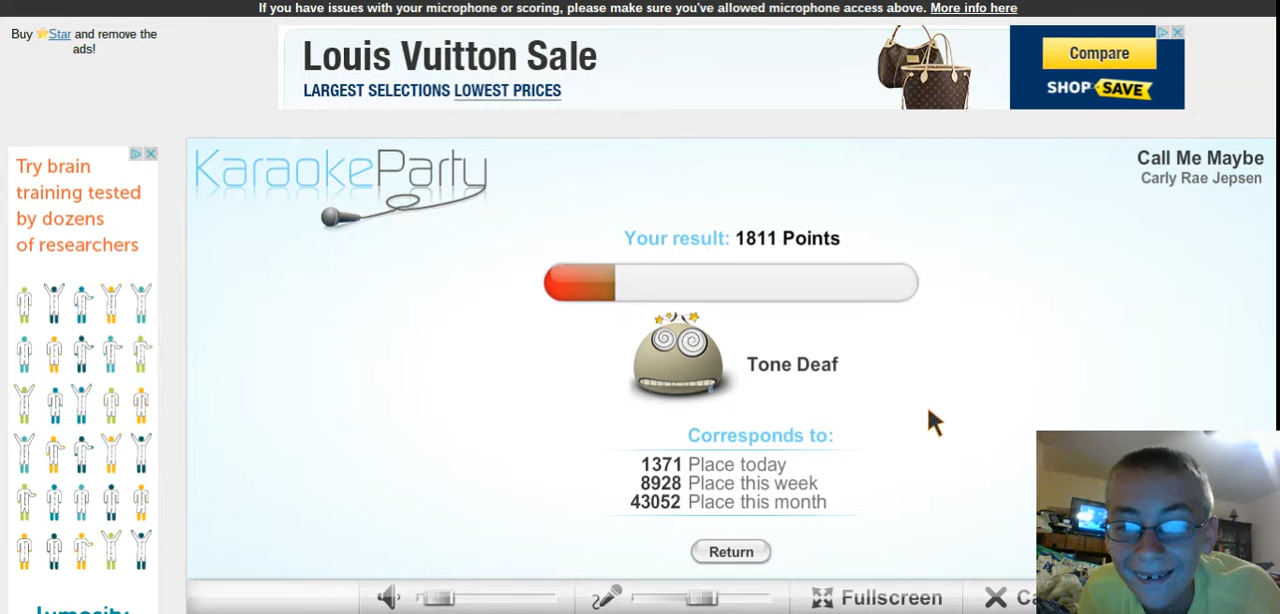 If you have issues with your microphone or scoring, please make sure you've allowed microphone access above. More info here
Buy Star and remove the
ads!
Louis Vuitton Sale
LARGEST SELECTIONS LOWEST PRICES
Compare
SHOP SAVE
Try brain
training tested
by dozens
of researchers
lumosity
KaraokeParty
Call Me Maybe
Carly Rae Jepsen
Your result: 1811 Points
Tone Deaf
Corresponds to:
1371 Place today
8928 Place this week
43052 Place this month
Return
Fullscreen